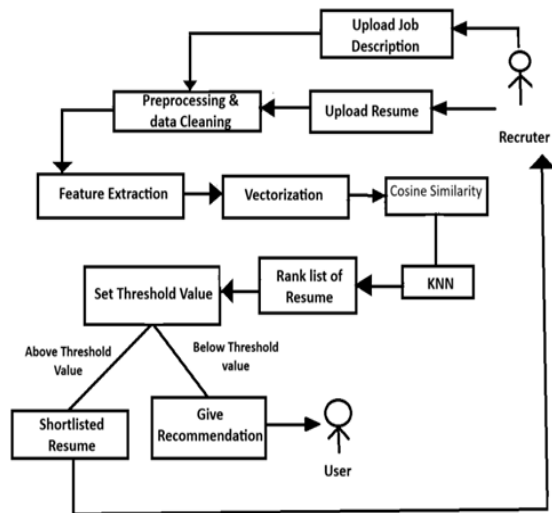 Upload Job
Description
Preprocessing &
data Cleaning
Upload Resume
Recruter
Feature Extraction
Vectorization
Cosine Similarity
Set Threshold Value
Rank list of
Resume
KNN
Above Threshold
Value
Below Threshold
value
Shortlisted
Resume
Give
Recommendation
User